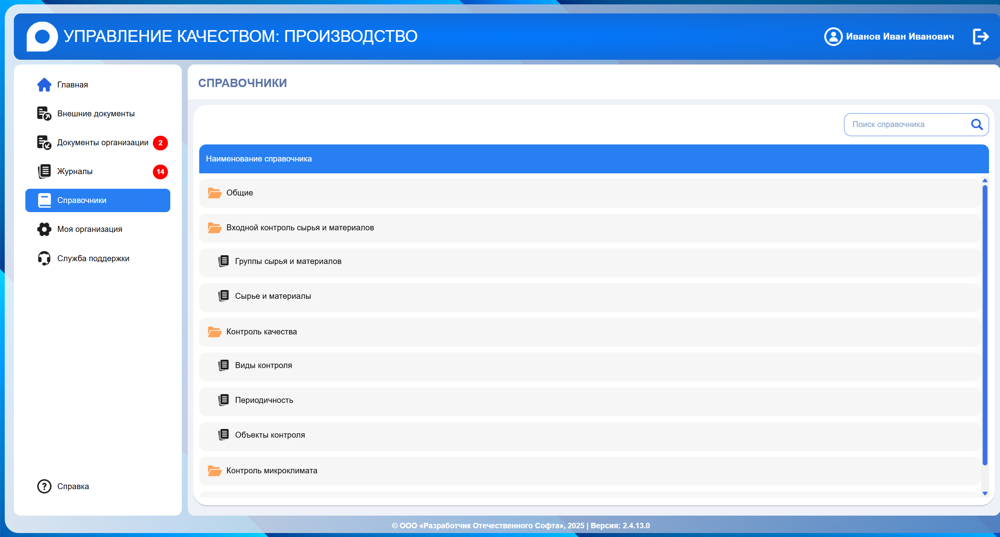 УПРАВЛЕНИЕ КАЧЕСТВОМ: ПРОИЗВОДСТВО
Иванов Иван Иванович
Главная
Внешние документы
Документы организации 2
Журналы 14
Справочники
Моя организация
Служба поддержки
Справка
СПРАВОЧНИКИ
Поиск справочника
Наименование справочника
Общие
Входной контроль сырья и материалов
Группы сырья и материалов
Сырье и материалы
Контроль качества
Виды контроля
Периодичность
Объекты контроля
Контроль микроклимата
© ООО «Разработчик Отечественного Софта», 2025 | Версия: 2.4.13.0